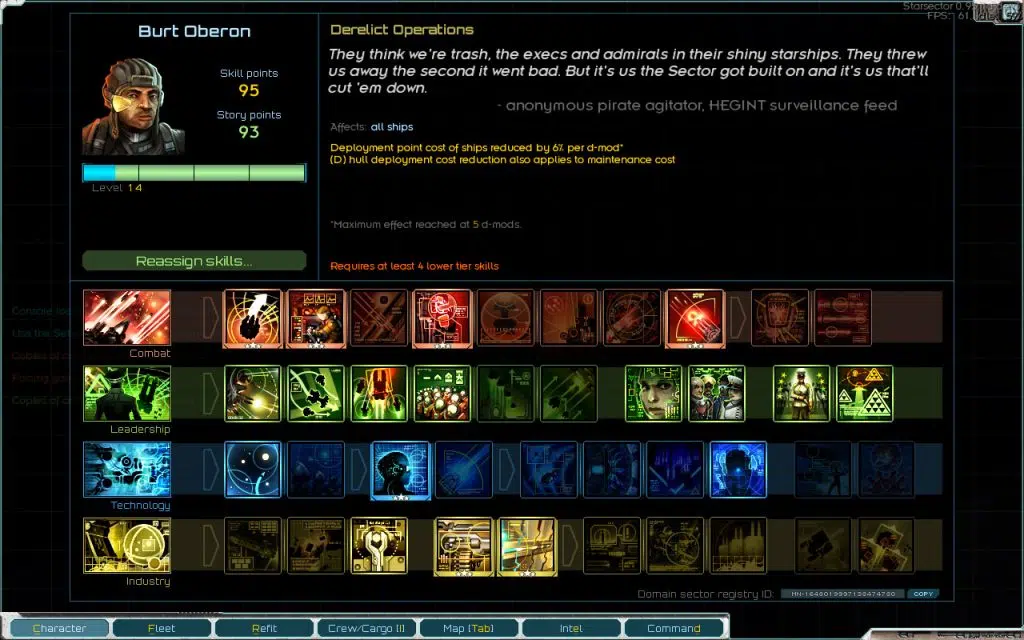 Starsector 0.9
FPS: 61,
Burt Oberon
Derelict Operations
They think we're trash, the execs and admirals in their shiny starships. They threw
us away the second it went bad. But it's us the Sector got built on and it's us that'll
cut 'em down.
- anonymous pirate agitator, HEGINT surveillance feed
Skill points
95
Story points
93
Affects: all ships
Deployment point cost of ships reduced by 6% per d-mod*
(D) hull deployment cost reduction also applies to maintenance cost
Level 14
*Maximum effect reached at 5 d-mods.
Reassign skills...
Requires at least 4 lower tier skills
Combat
Leadership
Technology
Industry
Domain sector registry ID:
COPY
Character
Fleet
Refit
Crew/Cargo [I]
Map [Tab]
Intel
Command